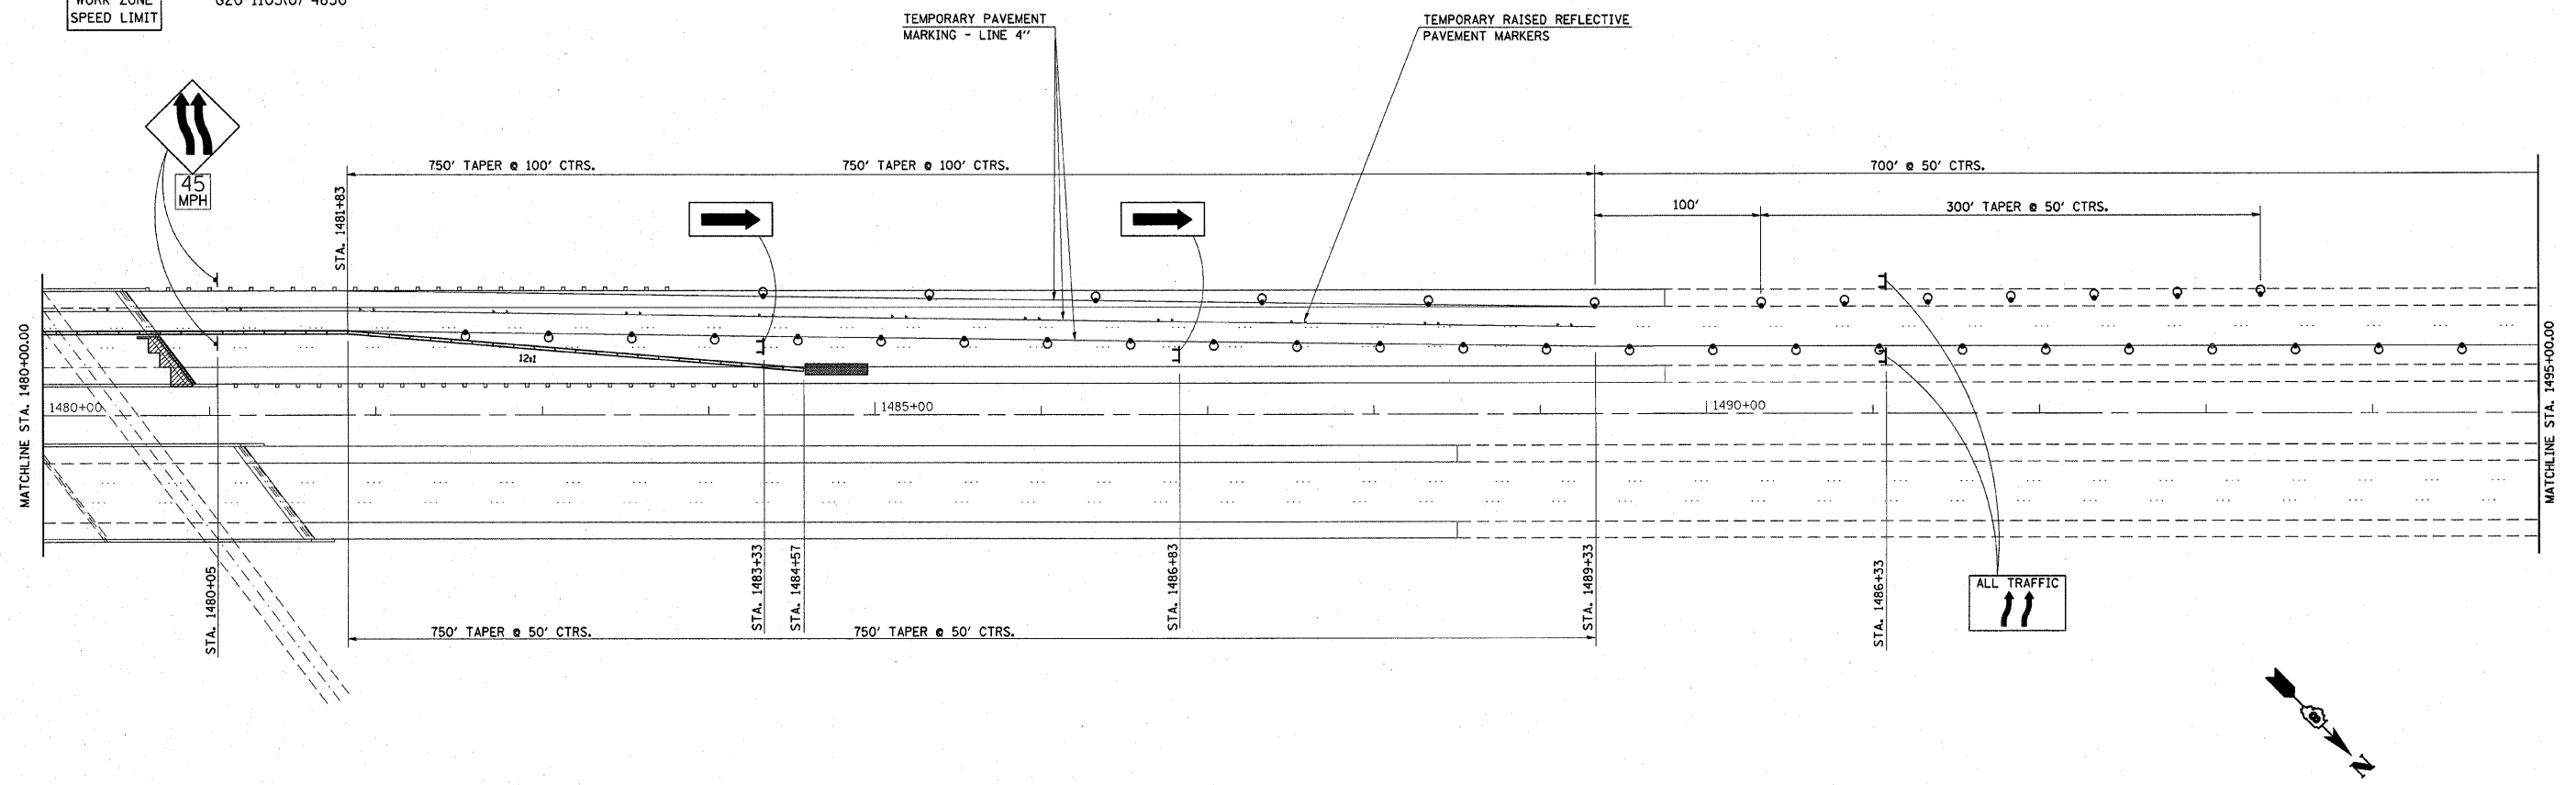 WORK ZONE
SPEED LIMIT
TEMPORARY PAVEMENT
MARKING - LINE 4"
TEMPORARY RAISED REFLECTIVE
PAVEMENT MARKERS
45
MPH
750' TAPER @ 100' CTRS.
750' TAPER @ 100' CTRS.
700' @ 50' CTRS.
100'
300' TAPER @ 50' CTRS.
STA. 1481+83
MATCHLINE STA. 1480+00.00
12:1
1480+00
1485+00
1490+00
MATCHLINE STA. 1495+00.00
STA. 1480+05
STA. 1483+33
STA. 1484+57
STA. 1486+83
STA. 1489+33
STA. 1486+33
ALL TRAFFIC
750' TAPER @ 50' CTRS.
750' TAPER @ 50' CTRS.
N